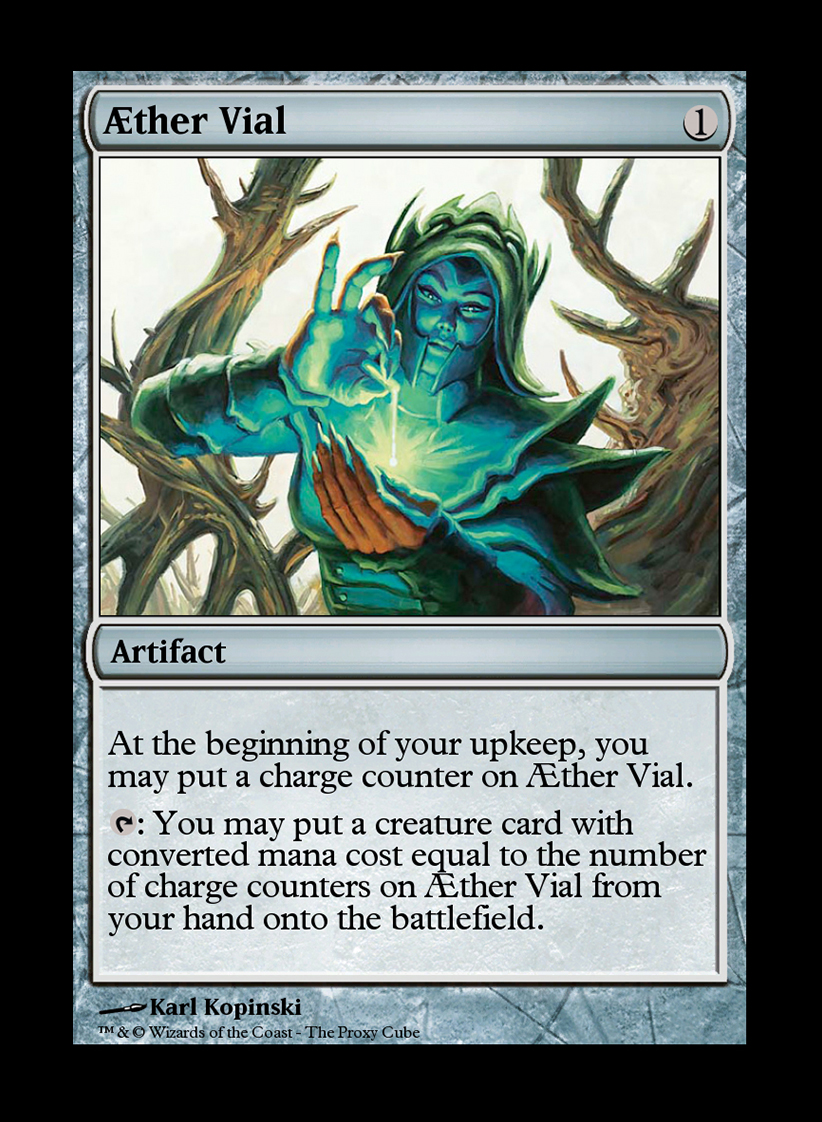 Æther Vial
1
Artifact
At the beginning of your upkeep, you
may put a charge counter on Æther Vial.
: You may put a creature card with
converted mana cost equal to the number
of charge counters on Æther Vial from
your hand onto the battlefield.
Karl Kopinski
™ & © Wizards of the Coast - The Proxy Cube